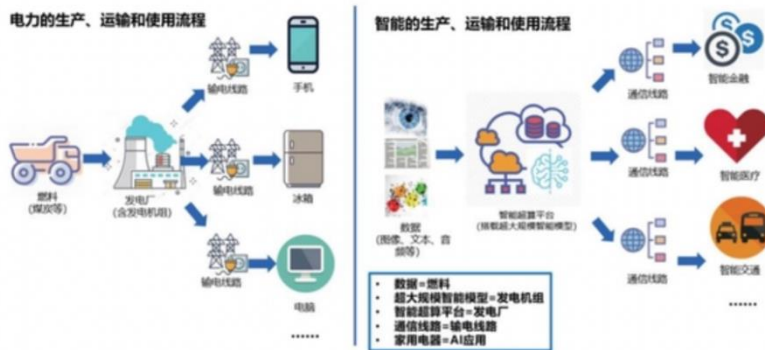 电力的生产、运输和使用流程
输电线路
手机
燃料
(煤炭等)
发电厂
(含发电机组)
输电线路
冰箱
输电线路
电脑
......
智能的生产、运输和使用流程
数据
(图像、文本、音
频等)
智能超算平台
(搭载超大规模智能模型)
通信线路
智能金融
通信线路
智能医疗
通信线路
智能交通
......
• 数据=燃料
• 超大规模智能模型=发电机组
• 智能超算平台=发电厂
• 通信线路=输电线路
• 家用电器=AI应用